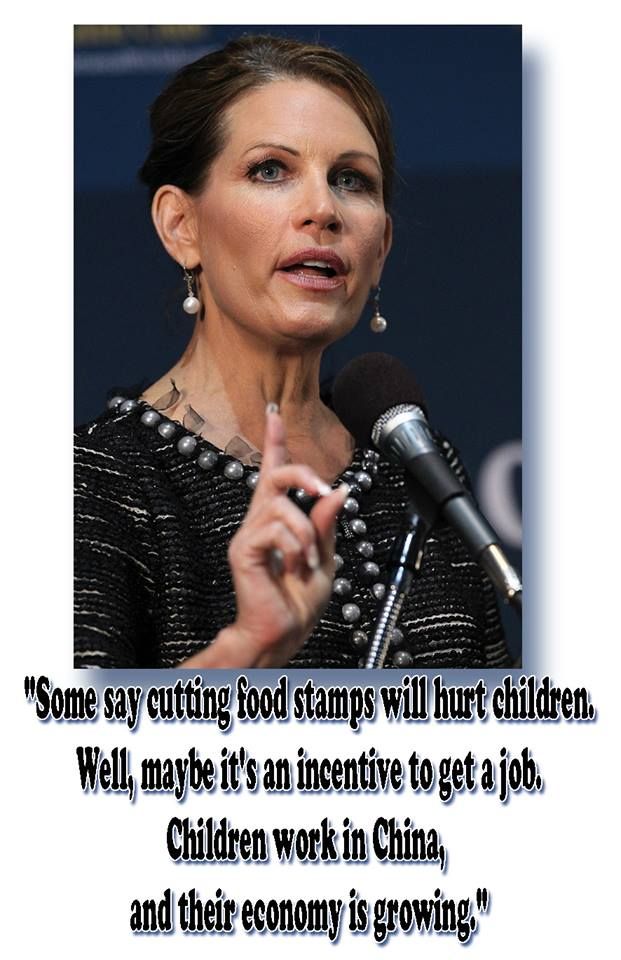 "Some say cutting food stamps will hurt children.
Well, maybe it's an incentive to get a job.
Children work in China,
and their economy is growing."